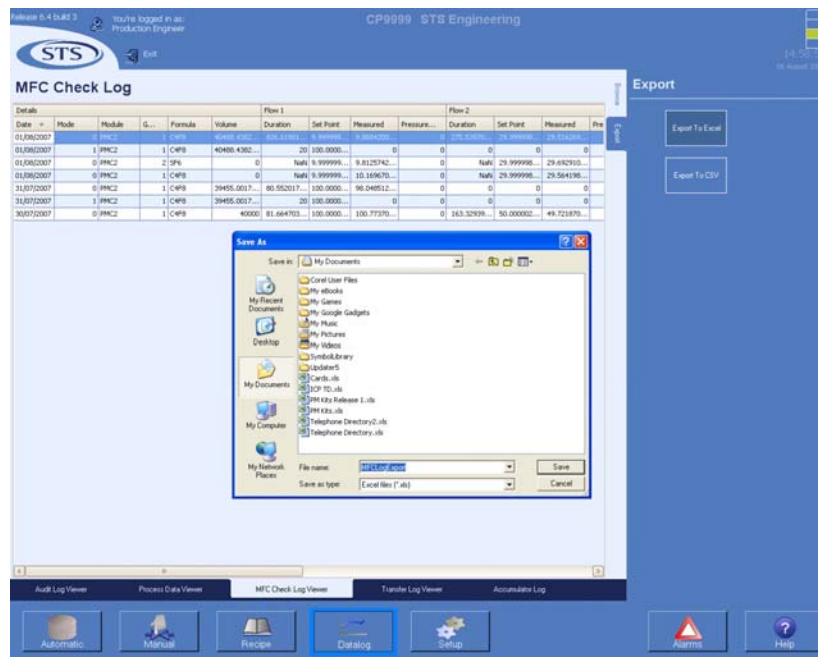 Release 6.4 build 3
You're logged in as:
Production Engineer
CP9999 STS Engineering
STS
Exit
14:58:
MFC Check Log
Browse
Export
Export
Export To Excel
Export To CSV
Details Flow 1 Flow 2
Date Mode Module G... Formula Volume Duration Set Point Measured Pressure... Duration Set Point Measured Pre
01/08/2007 0 PMC2 1 C4F8 0
01/08/2007 1 PMC2 1 C4F8 40488.4382... 20 100.0000... 0 0 0 0 0
01/08/2007 0 PMC2 2 SF6 0 NaN 9.999999... 9.8125742... 0 NaN 29.999998... 29.692910...
01/08/2007 0 PMC2 1 C4F8 0 NaN 9.999999... 10.169670... 0 NaN 29.999998... 29.564198...
31/07/2007 0 PMC2 1 C4F8 39455.0017... 80.552017... 100.0000... 98.048512... 0 0 0 0
31/07/2007 1 PMC2 1 C4F8 39455.0017... 20 100.0000... 0 0 0 0 0
30/07/2007 0 PMC2 1 C4F8 40000 81.664703... 100.0000... 100.77370... 0 163.32939... 50.000002... 49.721870...
Save As
Save in: My Documents
My Recent Documents
Desktop
My Documents
My Computer
My Network Places
Corel User Files
My eBooks
My Games
My Google Gadgets
My Music
My Pictures
My Videos
SymbolLibrary
Updater5
Cards.xls
ICP TD.xls
PM Kits Release 1.xls
PM Kits.xls
Telephone Directory2.xls
Telephone Directory.xls
File name: MFCLogExport
Save
Save as type: Excel files (*.xls)
Cancel
Audit Log Viewer
Process Data Viewer
MFC Check Log Viewer
Transfer Log Viewer
Accumulator Log
Automatic
Manual
Recipe
Datalog
Setup
Alarms
Help